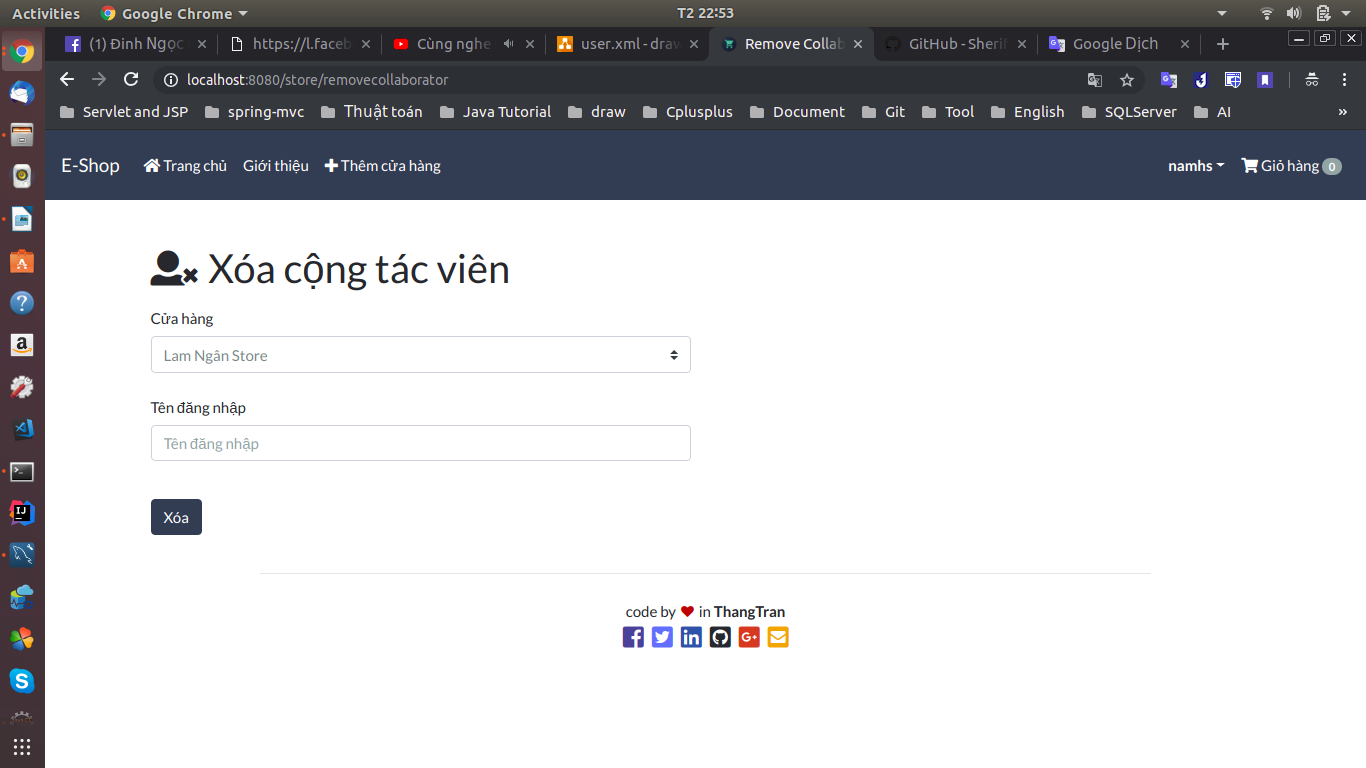 Activities Google Chrome T2 22:53
(1) Đinh Ngọc https://l.faceb Cùng nghe user.xml - draw Remove Collab GitHub - Sherif Google Dịch
localhost:8080/store/removecollaborator
Servlet and JSP spring-mvc Thuật toán Java Tutorial draw Cplusplus Document Git Tool English SQLServer AI »
E-Shop Trang chủ Giới thiệu Thêm cửa hàng namhs Giỏ hàng 0
Xóa cộng tác viên
Cửa hàng
Lam Ngân Store
Tên đăng nhập
Tên đăng nhập
Xóa
code by in ThangTran